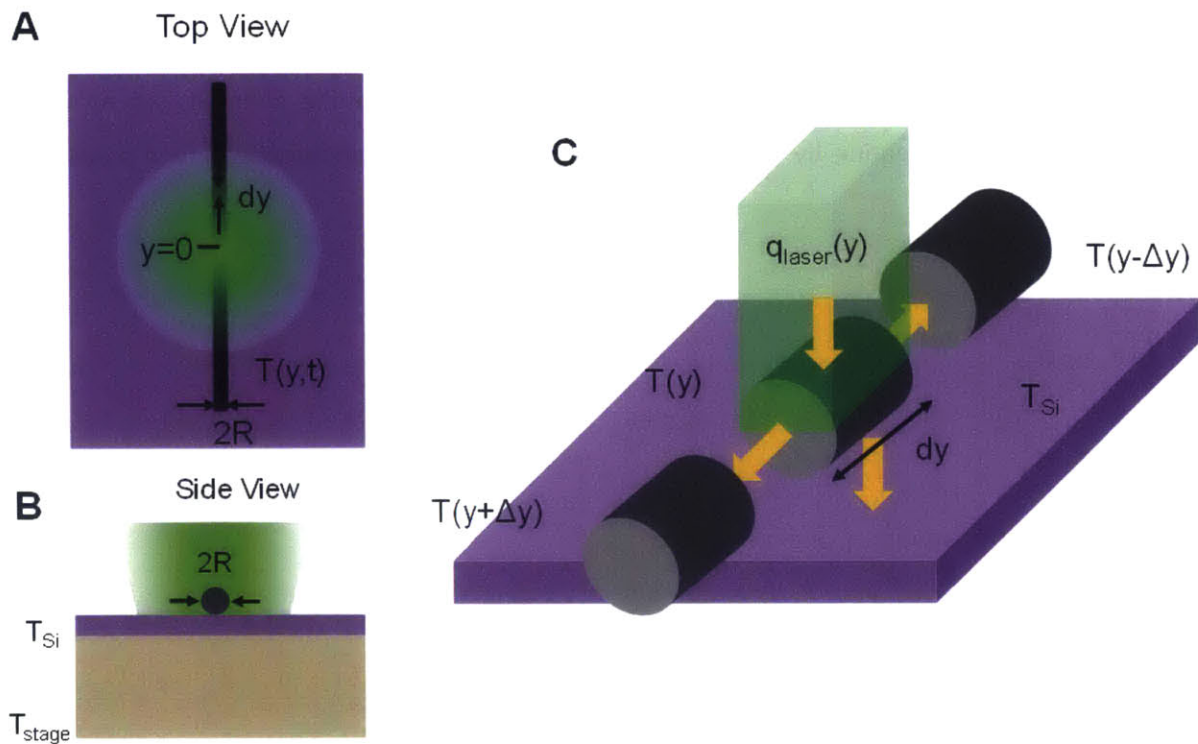 A
Top View
dy
y=0
T(y,t)
2R
B
Side View
2R
T_Si
T_stage
C
q_laser(y)
T(y-Δy)
T(y)
T_Si
dy
T(y+Δy)